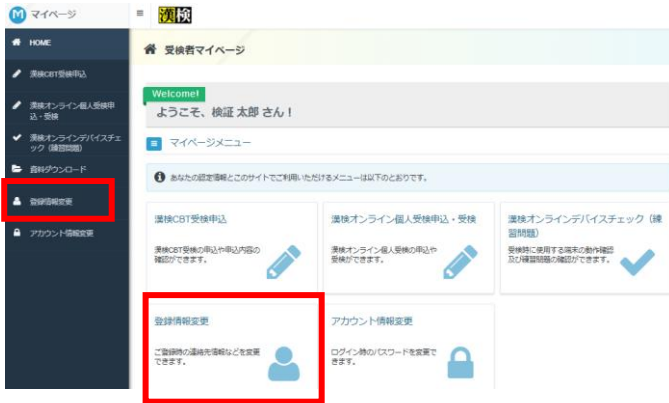 M マイページ
漢検
HOME
受検者マイページ
漢検CBT受検申込
漢検オンライン個人受検申
込・受検
漢検オンラインデバイスチェ
ック（練習問題）
資料ダウンロード
登録情報変更
アカウント情報変更
Welcome!
ようこそ、検証 太郎 さん！
マイページメニュー
あなたの認定情報とこのサイトでご利用いただけるメニューは以下のとおりです。
漢検CBT受検申込
漢検CBT受検の申込や申込内容の
確認ができます。
漢検オンライン個人受検申込・受検
漢検オンライン個人受検の申込や
受検ができます。
漢検オンラインデバイスチェック（練
習問題）
受検時に使用する端末の動作確認
及び練習問題の確認ができます。
登録情報変更
ご登録時の連絡先情報などを変更
できます。
アカウント情報変更
ログイン時のパスワードを変更で
きます。